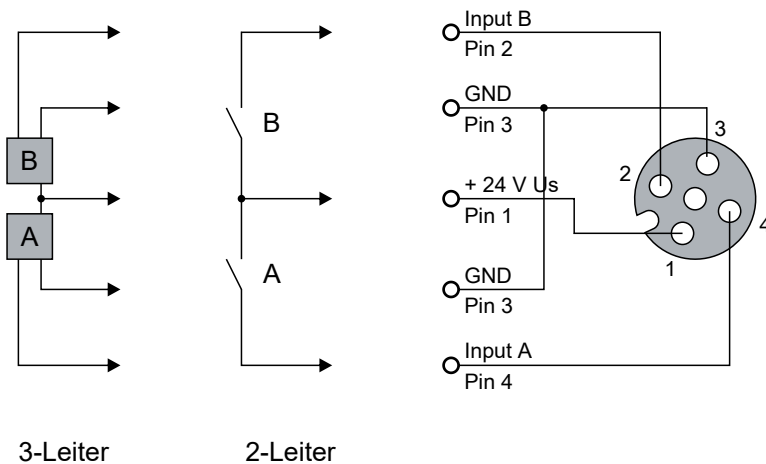 Input B
Pin 2
GND
Pin 3
+ 24 V Us
Pin 1
GND
Pin 3
Input A
Pin 4
B
A
B
A
3
2
4
1
3-Leiter
2-Leiter